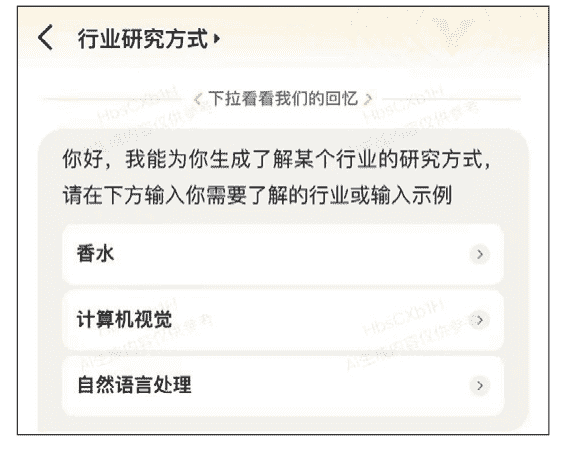 行业研究方式
下拉看看我们的回忆
你好，我能为你生成了解某个行业的研究方式，
请在下方输入你需要了解的行业或输入示例
香水
计算机视觉
自然语言处理